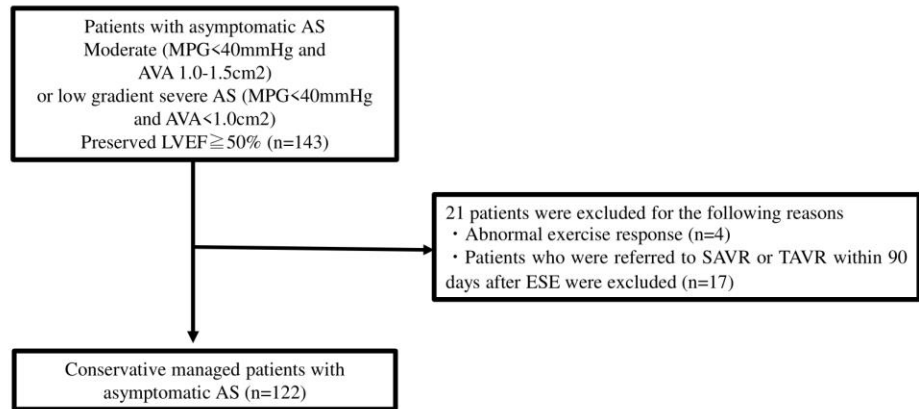 Patients with asymptomatic AS
Moderate (MPG<40mmHg and
AVA 1.0-1.5cm2)
or low gradient severe AS (MPG<40mmHg
and AVA<1.0cm2)
Preserved LVEF≧50% (n=143)
21 patients were excluded for the following reasons
・Abnormal exercise response (n=4)
・Patients who were referred to SAVR or TAVR within 90
days after ESE were excluded (n=17)
Conservative managed patients with
asymptomatic AS (n=122)